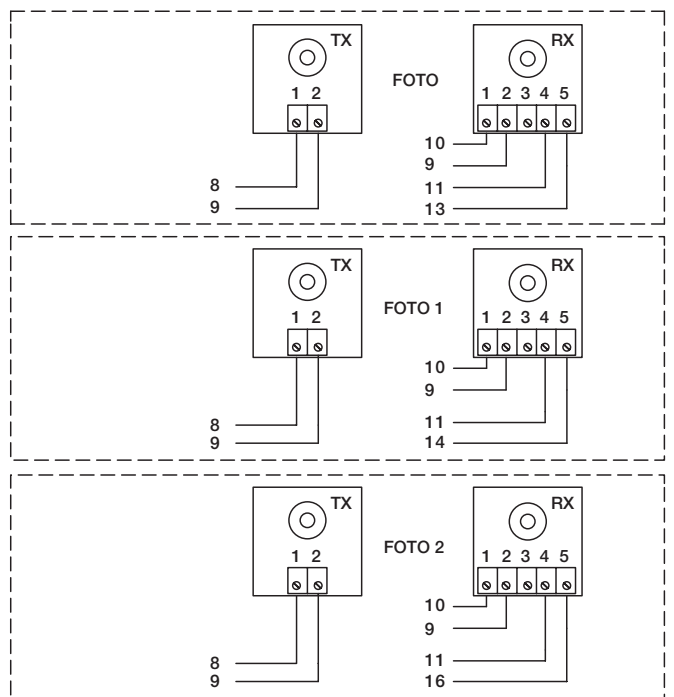 TX FOTO RX
1 2 1 2 3 4 5
10
9
8 11
9 13
TX RX
FOTO 1
1 2 1 2 3 4 5
10
9
8 11
9 14
TX RX
FOTO 2
1 2 1 2 3 4 5
10
9
8 11
9 16